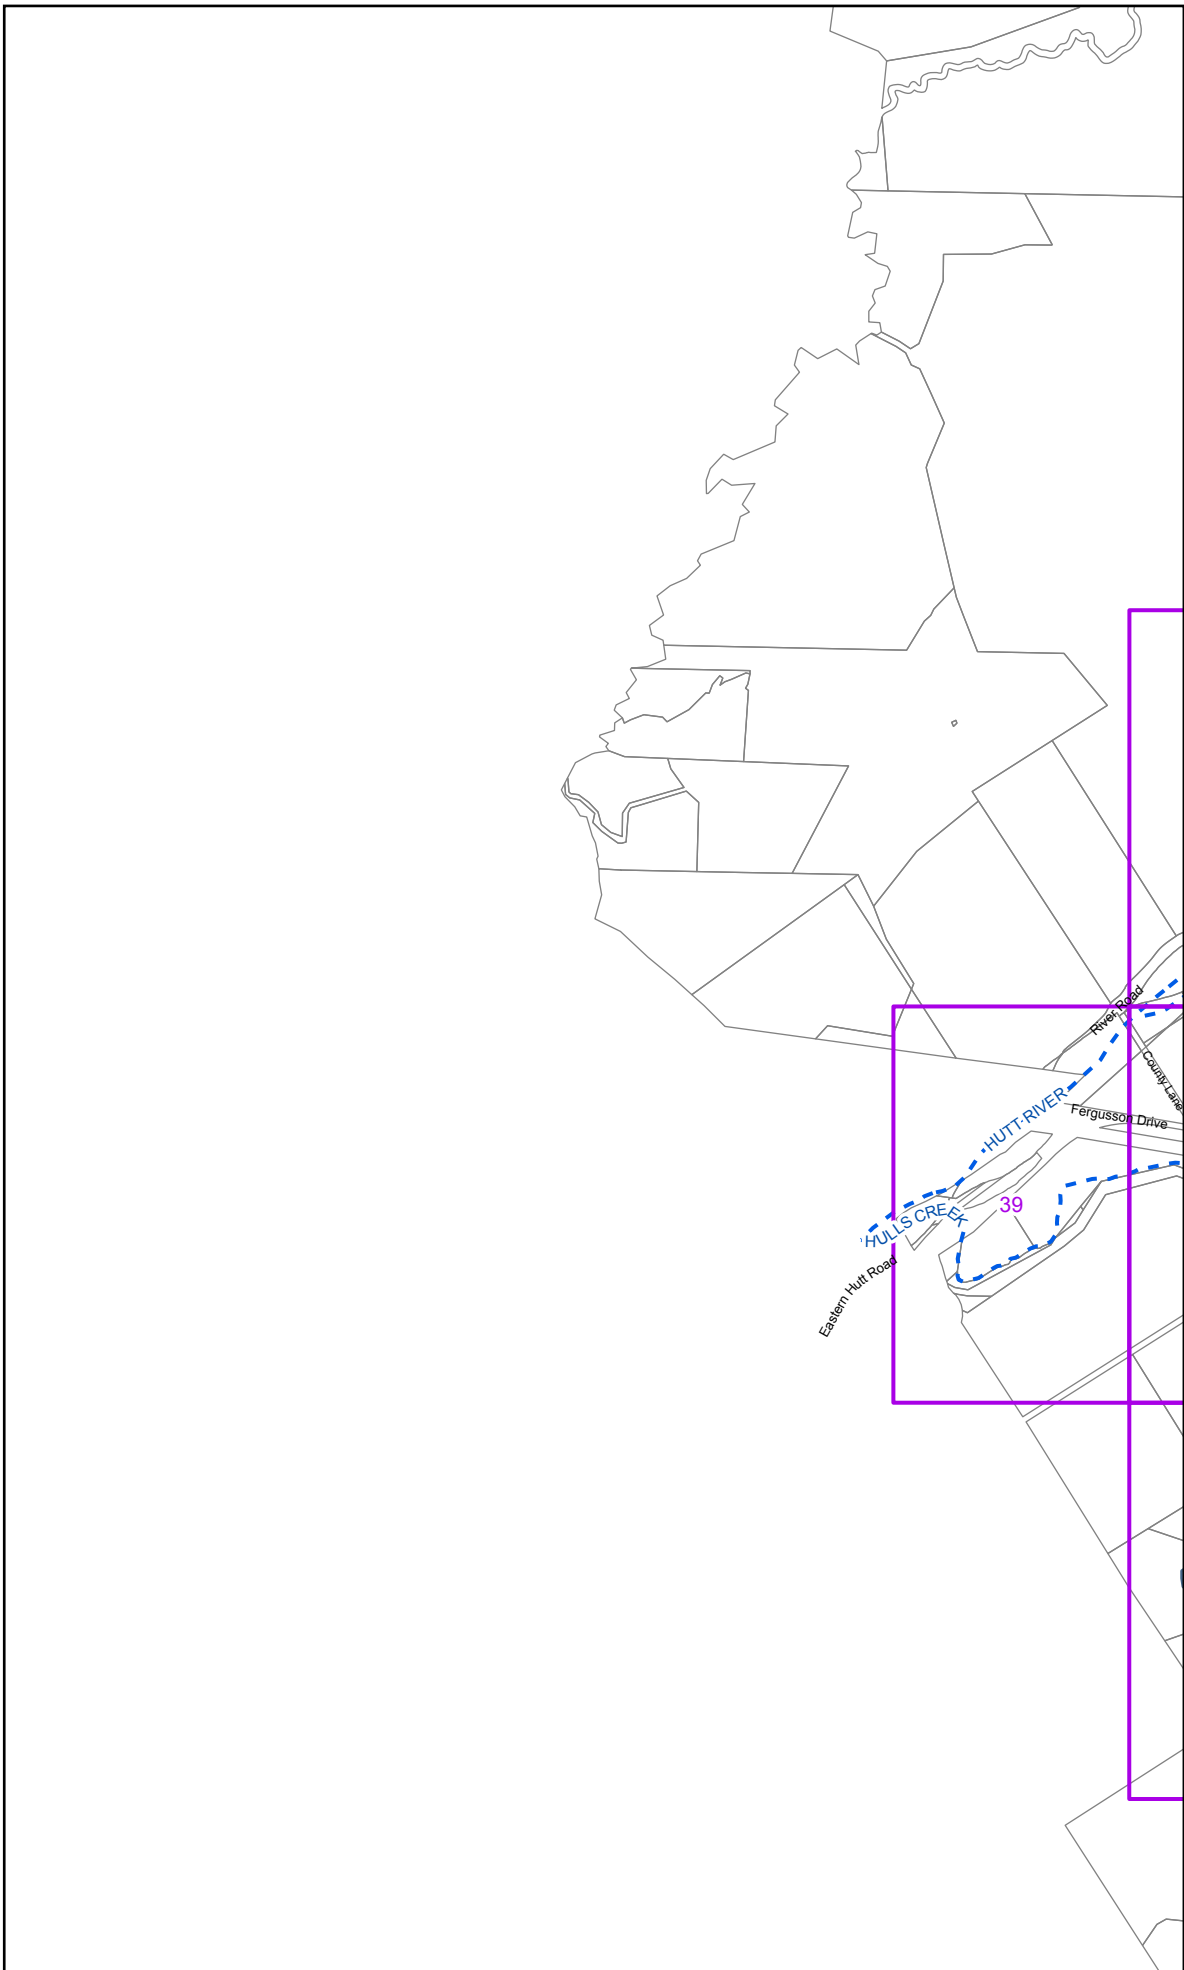 River Road
County Lane
HUTT RIVER
Fergusson Drive
39
HULLS CREEK
Eastern Hutt Road